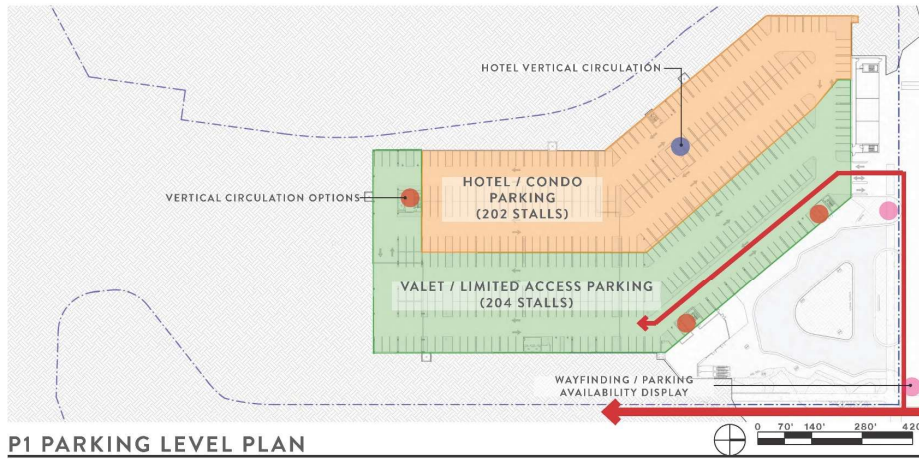 HOTEL VERTICAL CIRCULATION
HOTEL / CONDO
PARKING
(202 STALLS)
VERTICAL CIRCULATION OPTIONS
VALET / LIMITED ACCESS PARKING
(204 STALLS)
WAYFINDING / PARKING
AVAILABILITY DISPLAY
P1 PARKING LEVEL PLAN
0 70' 140' 280' 420